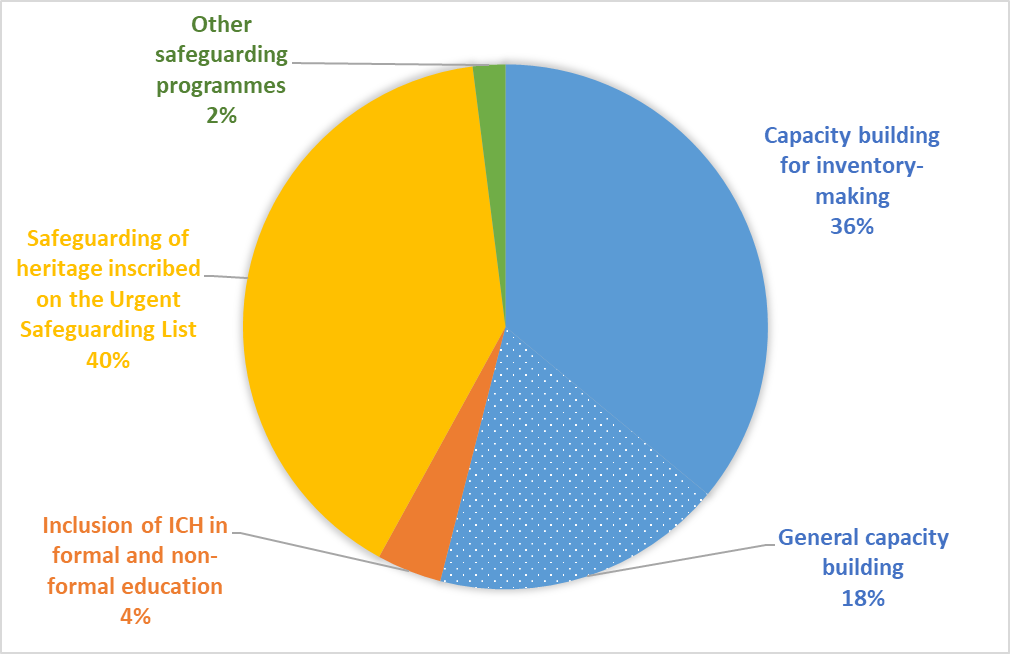 Other
safeguarding
programmes
2%
Capacity building
for inventory-
making
36%
Safeguarding of
heritage inscribed
on the Urgent
Safeguarding List
40%
Inclusion of ICH in
formal and non-
formal education
4%
General capacity
building
18%